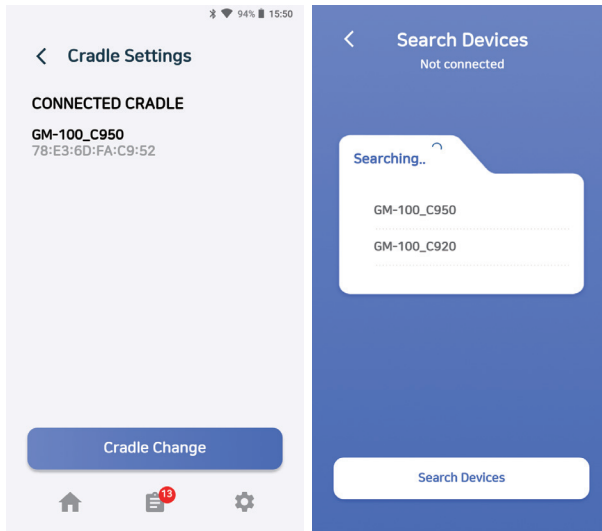 94% 15:50
Cradle Settings
CONNECTED CRADLE
GM-100_C950
78:E3:6D:FA:C9:52
Cradle Change
13
Search Devices
Not connected
Searching..
GM-100_C950
GM-100_C920
Search Devices